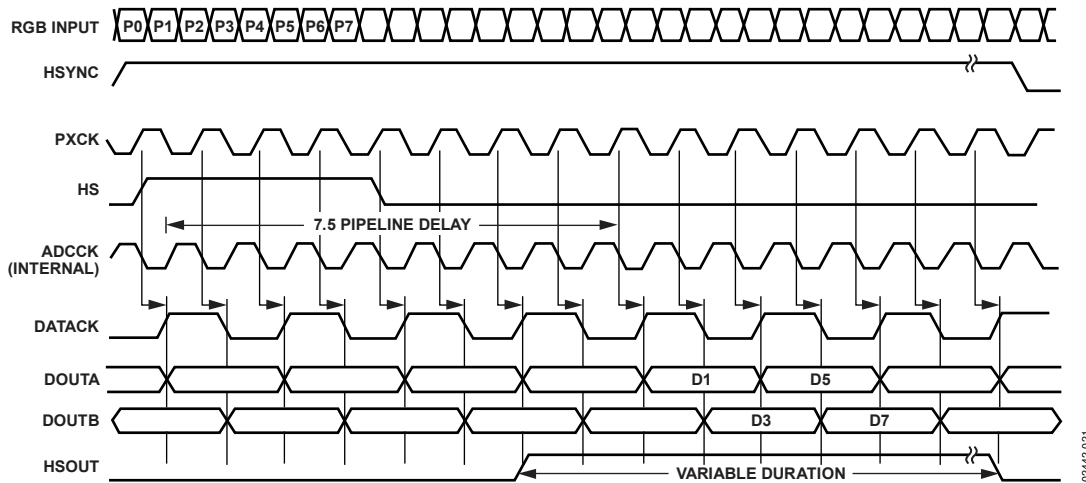 RGB INPUT P0 P1 P2 P3 P4 P5 P6 P7
HSYNC
PXCK
HS
7.5 PIPELINE DELAY
ADCCK
(INTERNAL)
DATACK
DOUTA D1 D5
DOUTB D3 D7
HSOUT VARIABLE DURATION